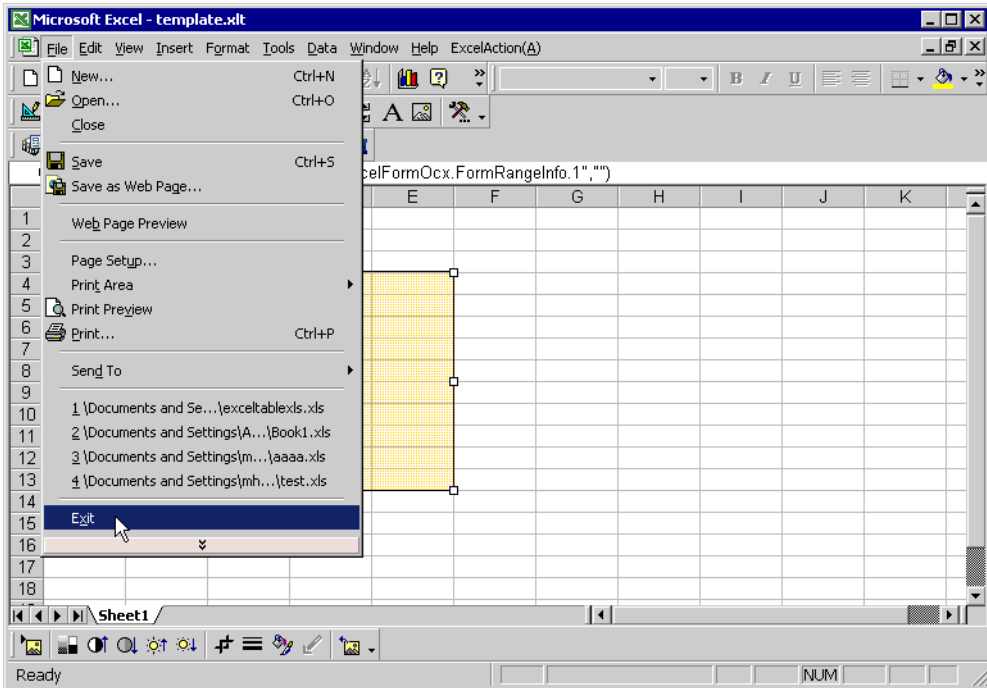 Microsoft Excel - template.xlt
File Edit View Insert Format Tools Data Window Help ExcelAction(A)
New... Ctrl+N
Open... Ctrl+O
Close
Save Ctrl+S
Save as Web Page...
Web Page Preview
Page Setup...
Print Area
Print Preview
Print... Ctrl+P
Send To
1 \Documents and Se...\exceltablexls.xls
2 \Documents and Settings\A...\Book1.xls
3 \Documents and Settings\m...\aaaa.xls
4 \Documents and Settings\mh...\test.xls
Exit
B I U
A
celFormOcx.FormRangeInfo.1","")
E F G H I J K
1
2
3
4
5
6
7
8
9
10
11
12
13
14
15
16
17
18
Sheet1
Ready NUM